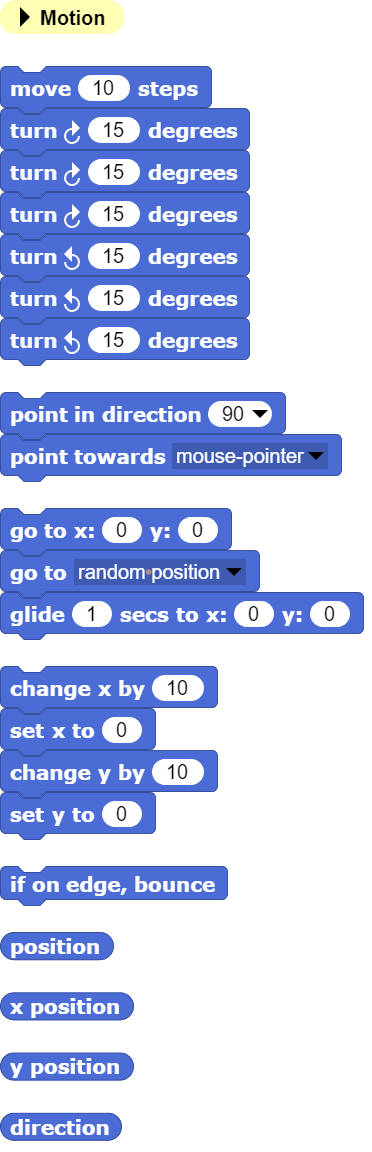 Motion
move 10 steps
turn 15 degrees
turn 15 degrees
turn 15 degrees
turn 15 degrees
turn 15 degrees
turn 15 degrees
point in direction 90
point towards mouse-pointer
go to x: 0 y: 0
go to random position
glide 1 secs to x: 0 y: 0
change x by 10
set x to 0
change y by 10
set y to 0
if on edge, bounce
position
x position
y position
direction